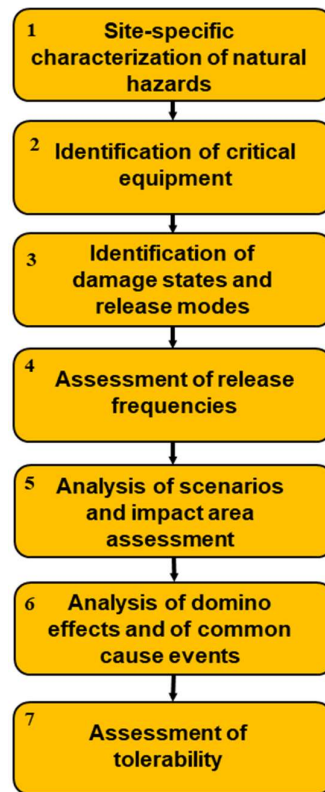 1 Site-specific
characterization of natural
hazards
2 Identification of critical
equipment
3 Identification of
damage states and
release modes
4
Assessment of release
frequencies
5 Analysis of scenarios
and impact area
assessment
6 Analysis of domino
effects and of common
cause events
7 Assessment of
tolerability